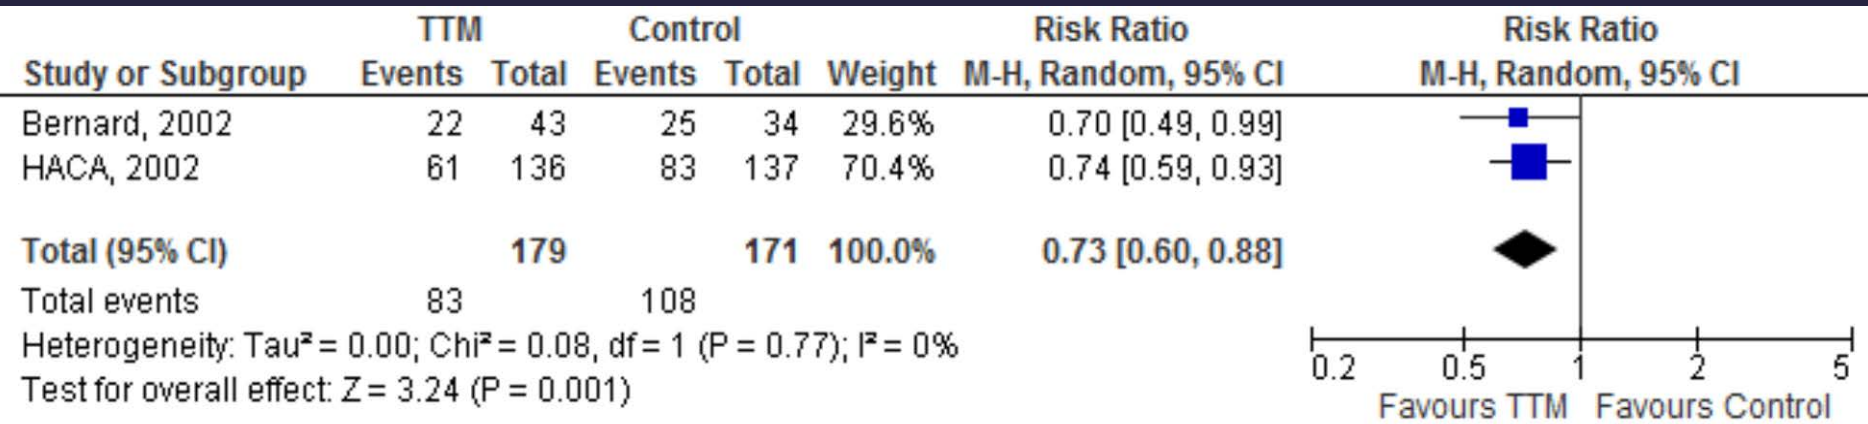 TTM Control Risk Ratio Risk Ratio
Study or Subgroup Events Total Events Total Weight M-H, Random, 95% CI M-H, Random, 95% CI
Bernard, 2002 22 43 25 34 29.6% 0.70 [0.49, 0.99]
HACA, 2002 61 136 83 137 70.4% 0.74 [0.59, 0.93]
Total (95% CI) 179 171 100.0% 0.73 [0.60, 0.88]
Total events 83 108
Heterogeneity: Tau² = 0.00; Chi² = 0.08, df = 1 (P = 0.77); I² = 0%
Test for overall effect: Z = 3.24 (P = 0.001)
0.2 0.5 1 2 5
Favours TTM Favours Control